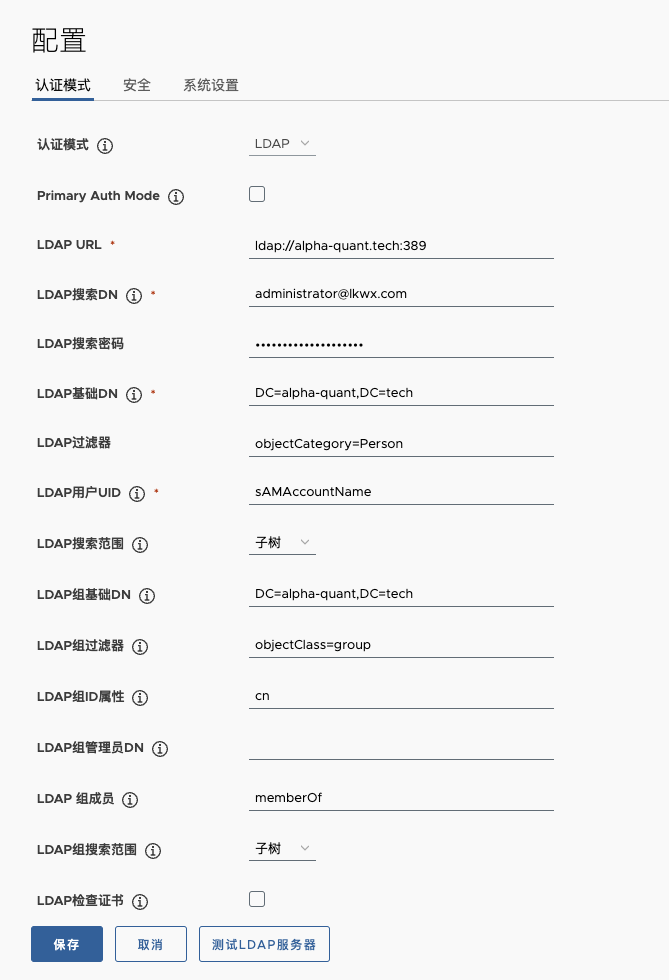 配置
认证模式 安全 系统设置
认证模式 LDAP
Primary Auth Mode
LDAP URL * ldap://alpha-quant.tech:389
LDAP搜索DN * administrator@lkwx.com
LDAP搜索密码 ••••••••••••••••••••
LDAP基础DN * DC=alpha-quant,DC=tech
LDAP过滤器 objectCategory=Person
LDAP用户UID * sAMAccountName
LDAP搜索范围 子树
LDAP组基础DN DC=alpha-quant,DC=tech
LDAP组过滤器 objectClass=group
LDAP组ID属性 cn
LDAP组管理员DN
LDAP 组成员 memberOf
LDAP组搜索范围 子树
LDAP检查证书
保存 取消 测试LDAP服务器